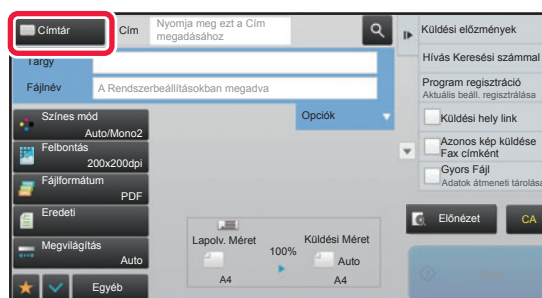 Címtár
Cím
Nyomja meg ezt a Cím
megadásához
Tárgy
Fájlnév
A Rendszerbeállításokban megadva
Opciók
Színes mód
Auto/Mono2
Felbontás
200x200dpi
Fájlformátum
PDF
Eredeti
Megvilágítás
Auto
Egyéb
Lapolv. Méret
A4
100%
Küldési Méret
Auto
A4
Küldési előzmények
Hívás Keresési számmal
Program regisztráció
Aktuális beáll. regisztrálása
Küldési hely link
Azonos kép küldése
Fax címként
Gyors Fájl
Adatok átmeneti tárolása
Előnézet
CA